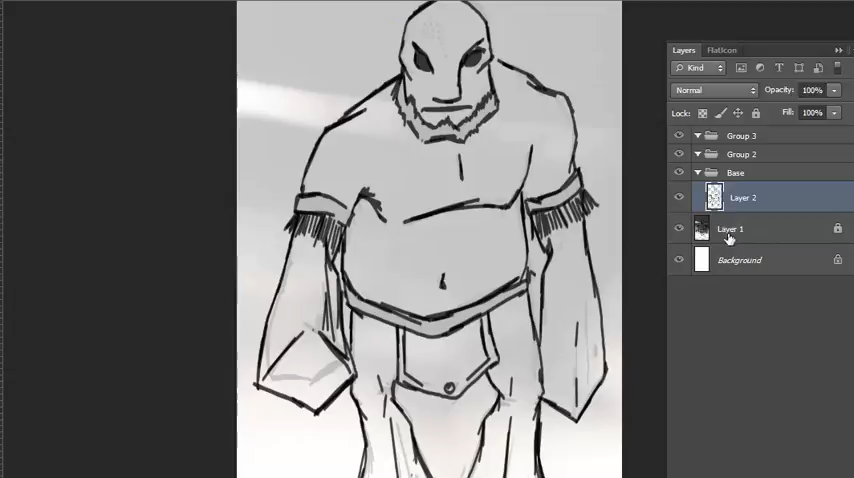 Layers FlatIcon
Kind
Normal Opacity: 100%
Lock: Fill: 100%
Group 3
Group 2
Base
Layer 2
Layer 1
Background